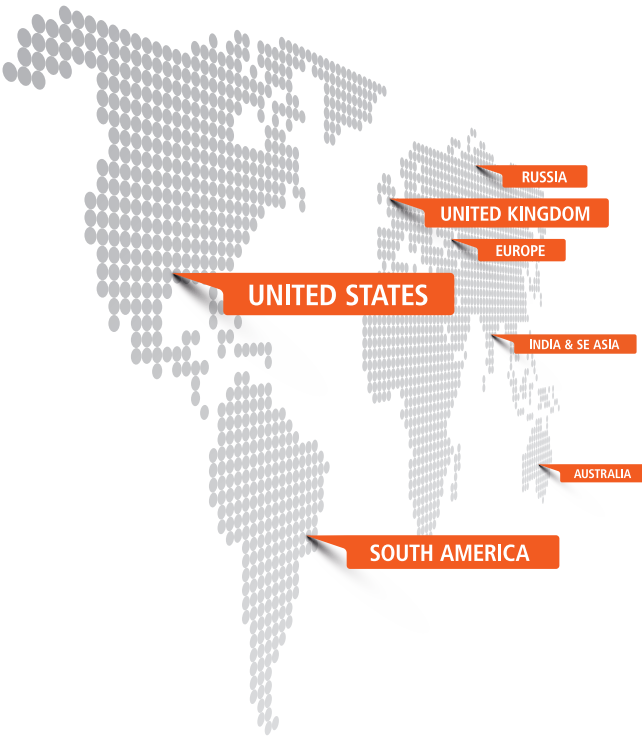 RUSSIA
UNITED KINGDOM
EUROPE
UNITED STATES
INDIA & SE ASIA
AUSTRALIA
SOUTH AMERICA